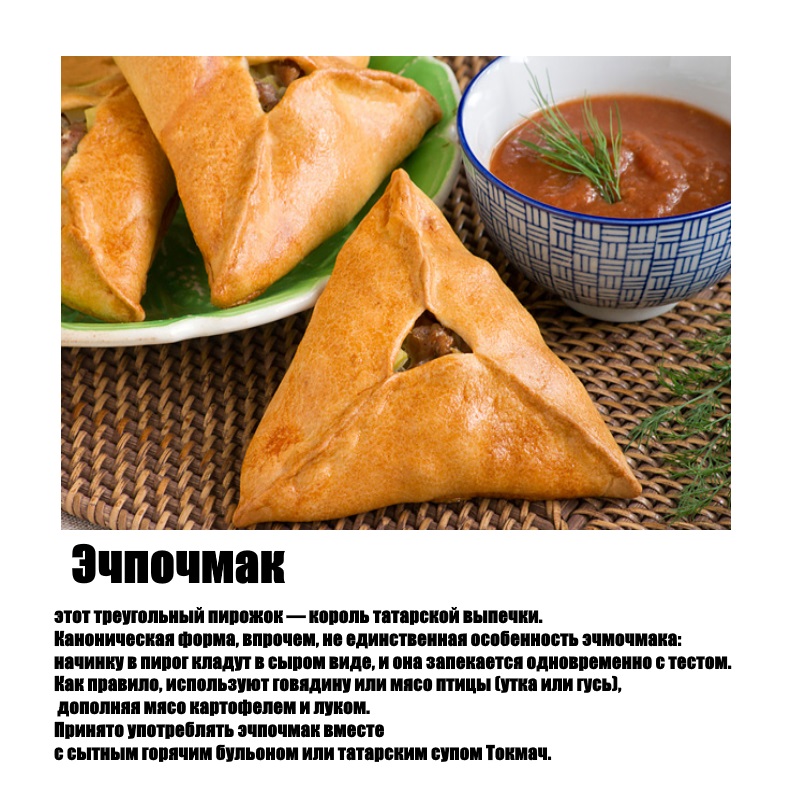 Эчпочмак
этот треугольный пирожок — король татарской выпечки.
Каноническая форма, впрочем, не единственная особенность эчмочмака:
начинку в пирог кладут в сыром виде, и она запекается одновременно с тестом.
Как правило, используют говядину или мясо птицы (утка или гусь),
дополняя мясо картофелем и луком.
Принято употреблять эчпочмак вместе
с сытным горячим бульоном или татарским супом Токмач.